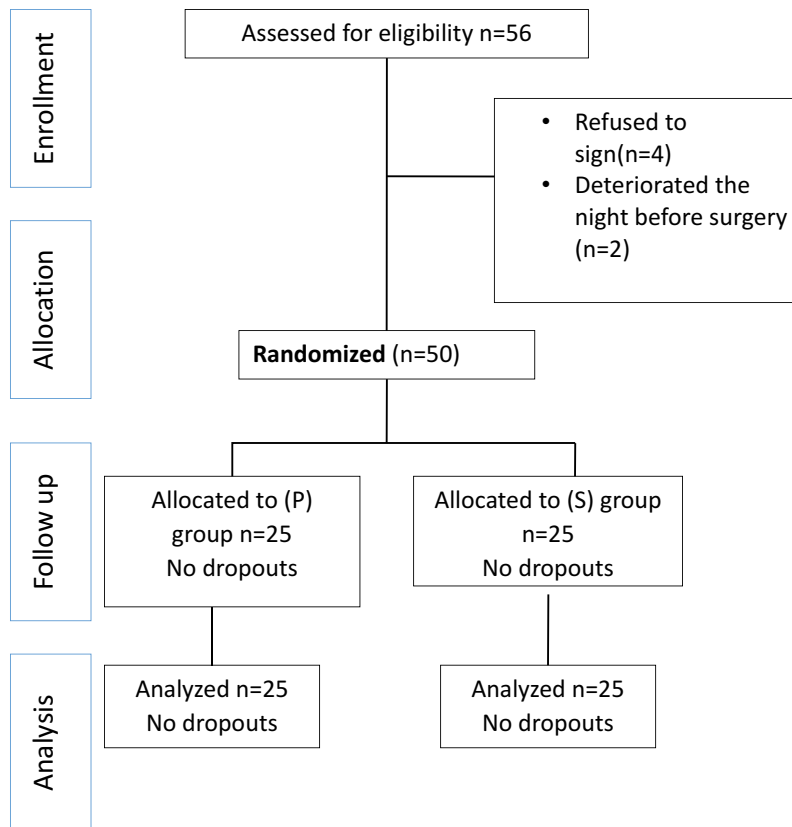 Enrollment
Assessed for eligibility n=56
• Refused to
sign(n=4)
• Deteriorated the
night before surgery
(n=2)
Allocation
Randomized (n=50)
Follow up
Allocated to (P)
group n=25
No dropouts
Allocated to (S) group
n=25
No dropouts
Analysis
Analyzed n=25
No dropouts
Analyzed n=25
No dropouts